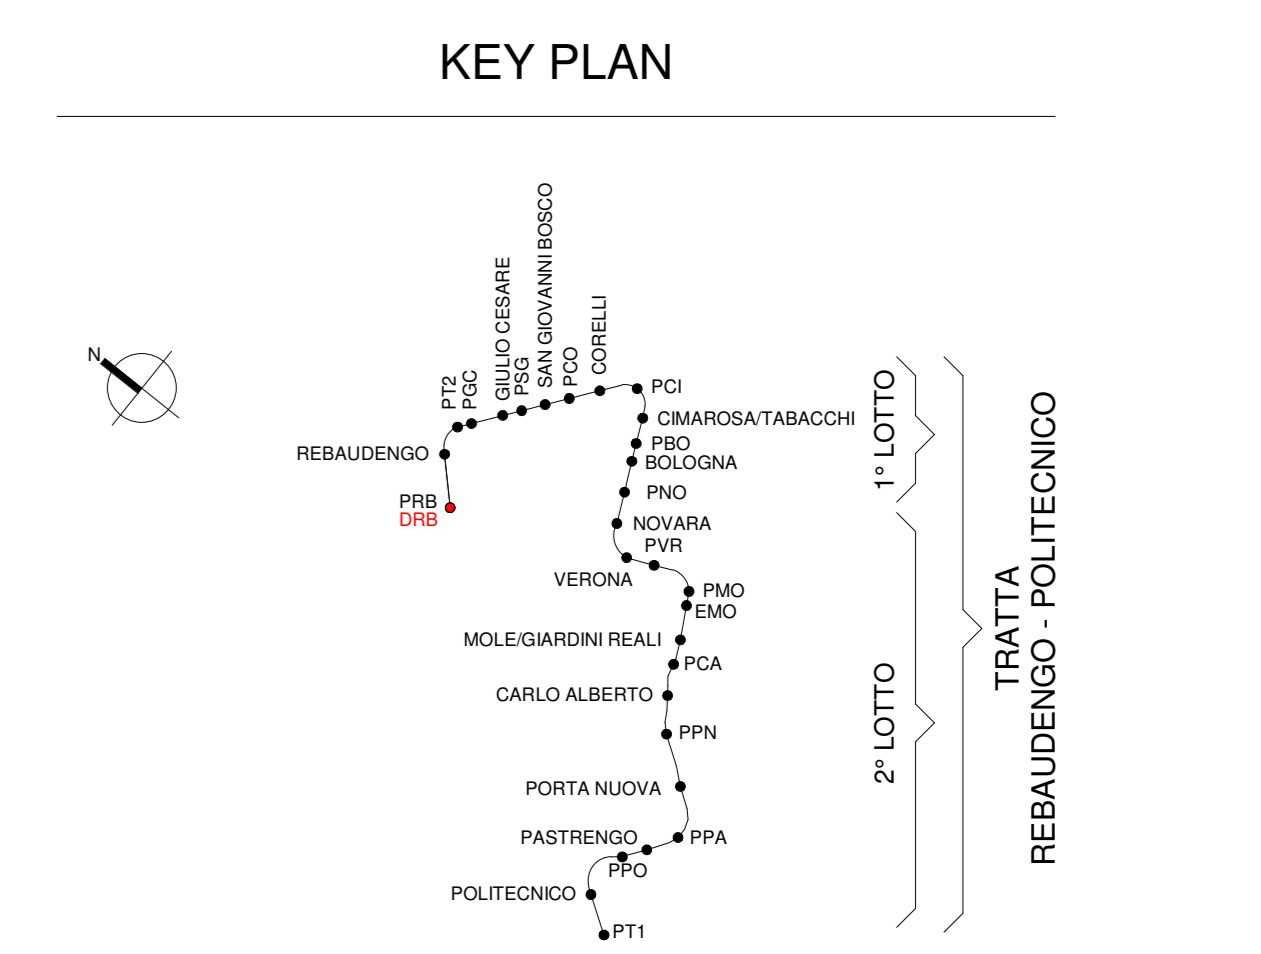 KEY PLAN
N
PT2
PGC
GIULIO CESARE
PSG
SAN GIOVANNI BOSCO
PCO
CORELLI
PCI
CIMAROSA/TABACCHI
PBO
REBAUDENGO
BOLOGNA
PNO
PRB
DRB
NOVARA
PVR
VERONA
PMO
EMO
MOLE/GIARDINI REALI
PCA
CARLO ALBERTO
PPN
PORTA NUOVA
PASTRENGO
PPA
PPO
POLITECNICO
PT1
1° LOTTO
2° LOTTO
TRATTA
REBAUDENGO - POLITECNICO